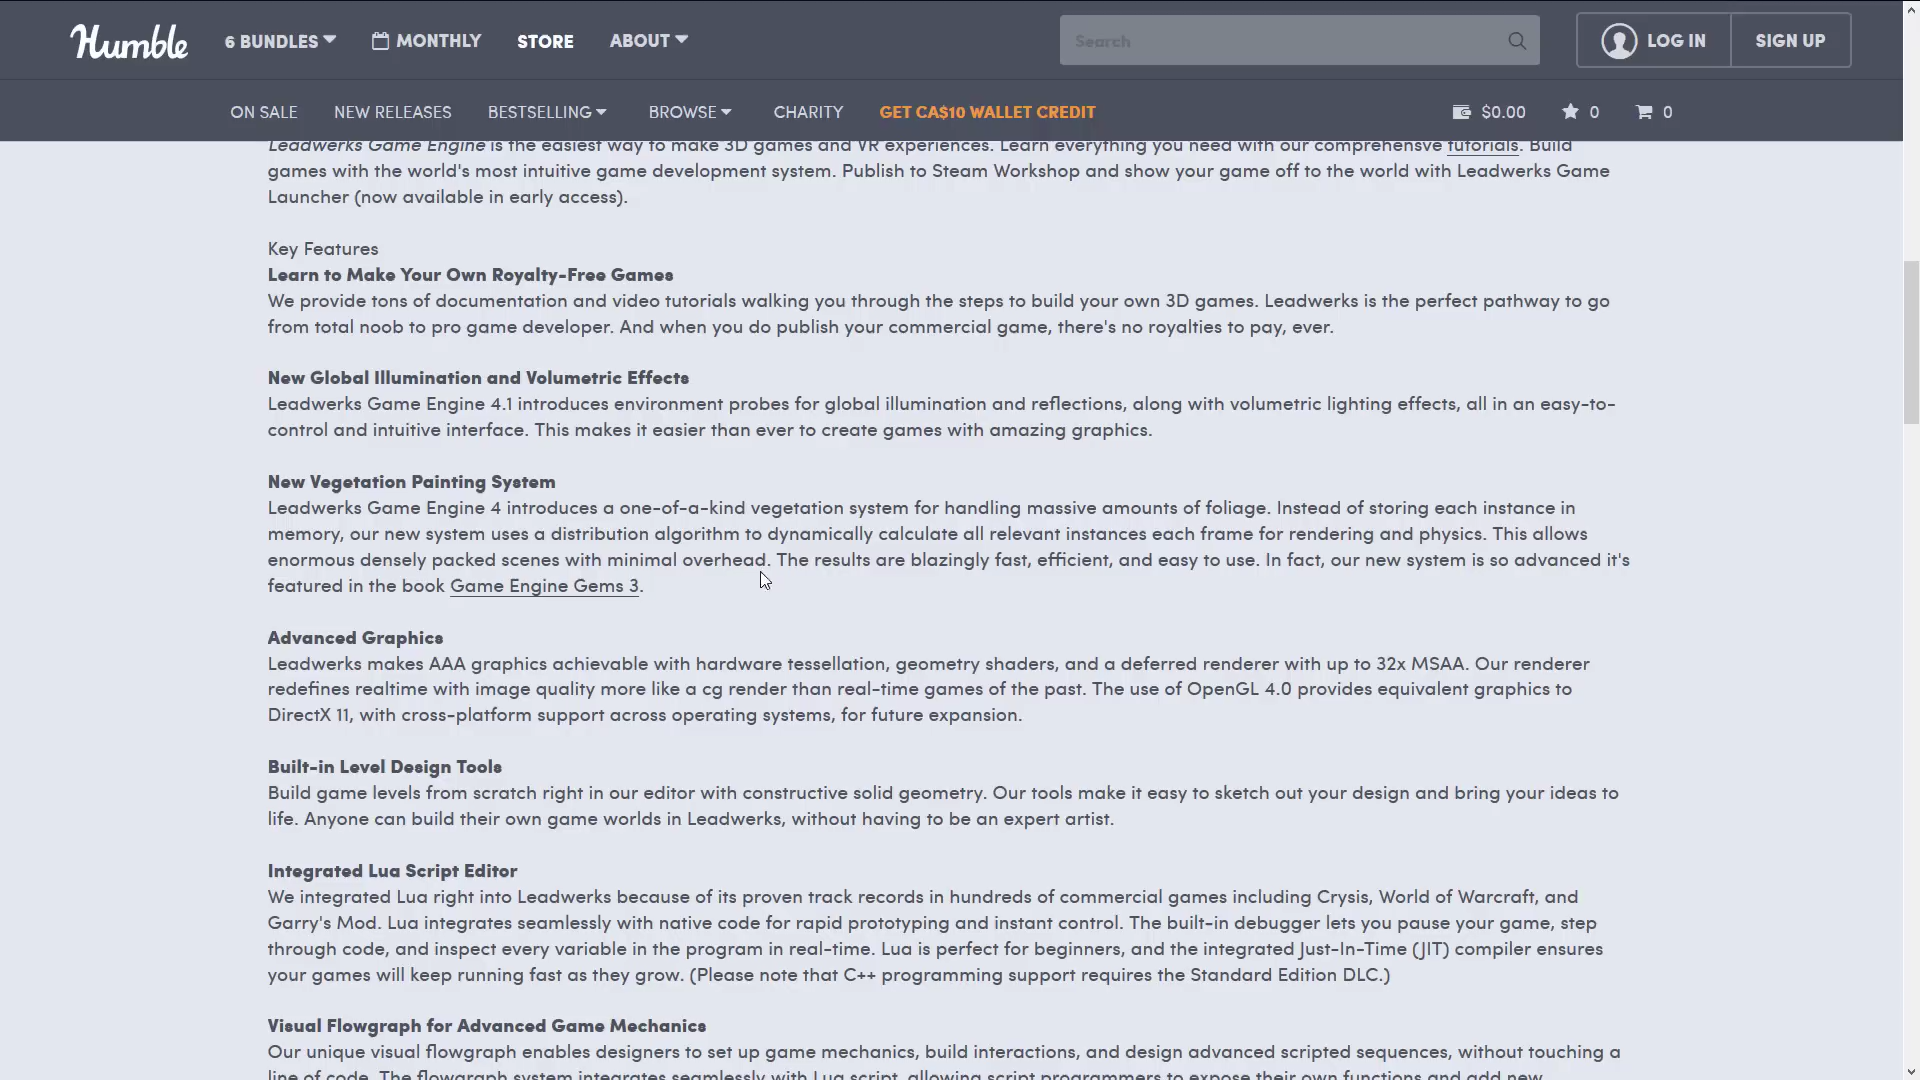 Humble
6 BUNDLES
MONTHLY
STORE
ABOUT
Search
LOG IN
SIGN UP
ON SALE
NEW RELEASES
BESTSELLING
BROWSE
CHARITY
GET CA$10 WALLET CREDIT
$0.00
0
0
Leadwerks Game Engine is the easiest way to make 3D games and VR experiences. Learn everything you need with our comprehensve tutorials. Build
games with the world's most intuitive game development system. Publish to Steam Workshop and show your game off to the world with Leadwerks Game
Launcher (now available in early access).
Key Features
Learn to Make Your Own Royalty-Free Games
We provide tons of documentation and video tutorials walking you through the steps to build your own 3D games. Leadwerks is the perfect pathway to go
from total noob to pro game developer. And when you do publish your commercial game, there's no royalties to pay, ever.
New Global Illumination and Volumetric Effects
Leadwerks Game Engine 4.1 introduces environment probes for global illumination and reflections, along with volumetric lighting effects, all in an easy-to-
control and intuitive interface. This makes it easier than ever to create games with amazing graphics.
New Vegetation Painting System
Leadwerks Game Engine 4 introduces a one-of-a-kind vegetation system for handling massive amounts of foliage. Instead of storing each instance in
memory, our new system uses a distribution algorithm to dynamically calculate all relevant instances each frame for rendering and physics. This allows
enormous densely packed scenes with minimal overhead. The results are blazingly fast, efficient, and easy to use. In fact, our new system is so advanced it's
featured in the book Game Engine Gems 3.
Advanced Graphics
Leadwerks makes AAA graphics achievable with hardware tessellation, geometry shaders, and a deferred renderer with up to 32x MSAA. Our renderer
redefines realtime with image quality more like a cg render than real-time games of the past. The use of OpenGL 4.0 provides equivalent graphics to
DirectX 11, with cross-platform support across operating systems, for future expansion.
Built-in Level Design Tools
Build game levels from scratch right in our editor with constructive solid geometry. Our tools make it easy to sketch out your design and bring your ideas to
life. Anyone can build their own game worlds in Leadwerks, without having to be an expert artist.
Integrated Lua Script Editor
We integrated Lua right into Leadwerks because of its proven track records in hundreds of commercial games including Crysis, World of Warcraft, and
Garry's Mod. Lua integrates seamlessly with native code for rapid prototyping and instant control. The built-in debugger lets you pause your game, step
through code, and inspect every variable in the program in real-time. Lua is perfect for beginners, and the integrated Just-In-Time (JIT) compiler ensures
your games will keep running fast as they grow. (Please note that C++ programming support requires the Standard Edition DLC.)
Visual Flowgraph for Advanced Game Mechanics
Our unique visual flowgraph enables designers to set up game mechanics, build interactions, and design advanced scripted sequences, without touching a
line of code. The flowgraph system integrates seamlessly with Lua script, allowing script programmers to expose their own functions and add new